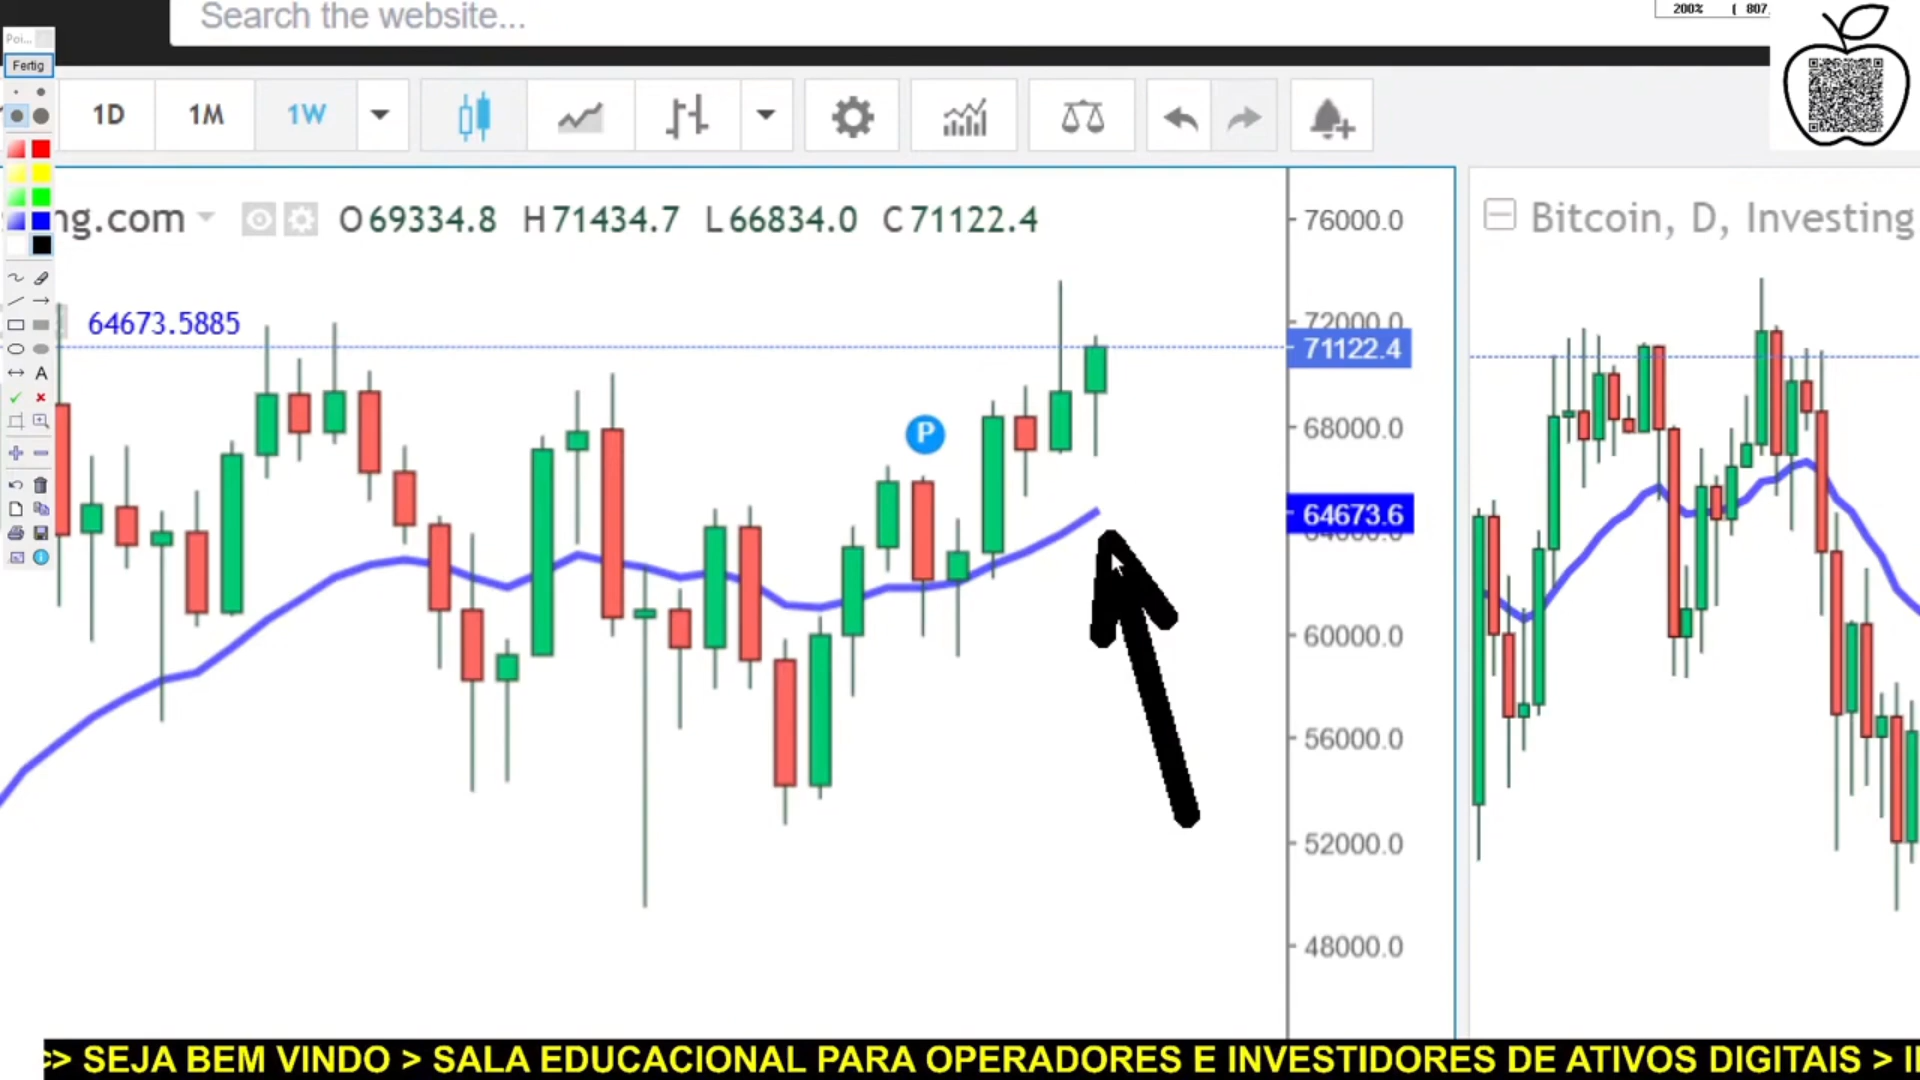 Search the website...
200%
( 807,
Poi...
Fertig
1D
1M
1W
ng.com
O69334.8 H71434.7 L66834.0 C71122.4
Bitcoin, D, Investing
64673.5885
A
P
76000.0
72000.0
71122.4
68000.0
64673.6
60000.0
56000.0
52000.0
48000.0
> SEJA BEM VINDO > SALA EDUCACIONAL PARA OPERADORES E INVESTIDORES DE ATIVOS DIGITAIS > I